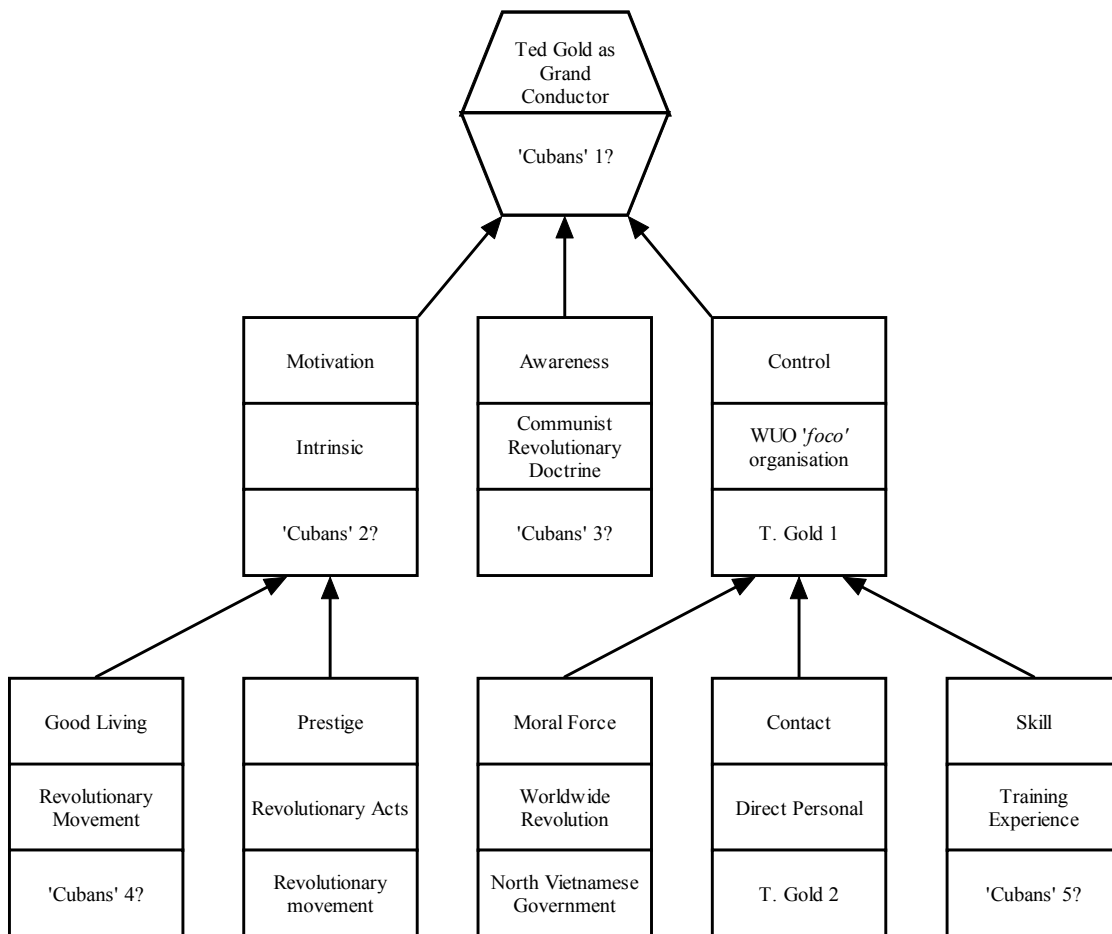 Ted Gold as
Grand
Conductor
'Cubans' 1?
Motivation
Intrinsic
'Cubans' 2?
Awareness
Communist
Revolutionary
Doctrine
'Cubans' 3?
Control
WUO 'foco'
organisation
T. Gold 1
Good Living
Revolutionary
Movement
'Cubans' 4?
Prestige
Revolutionary Acts
Revolutionary
movement
Moral Force
Worldwide
Revolution
North Vietnamese
Government
Contact
Direct Personal
T. Gold 2
Skill
Training
Experience
'Cubans' 5?